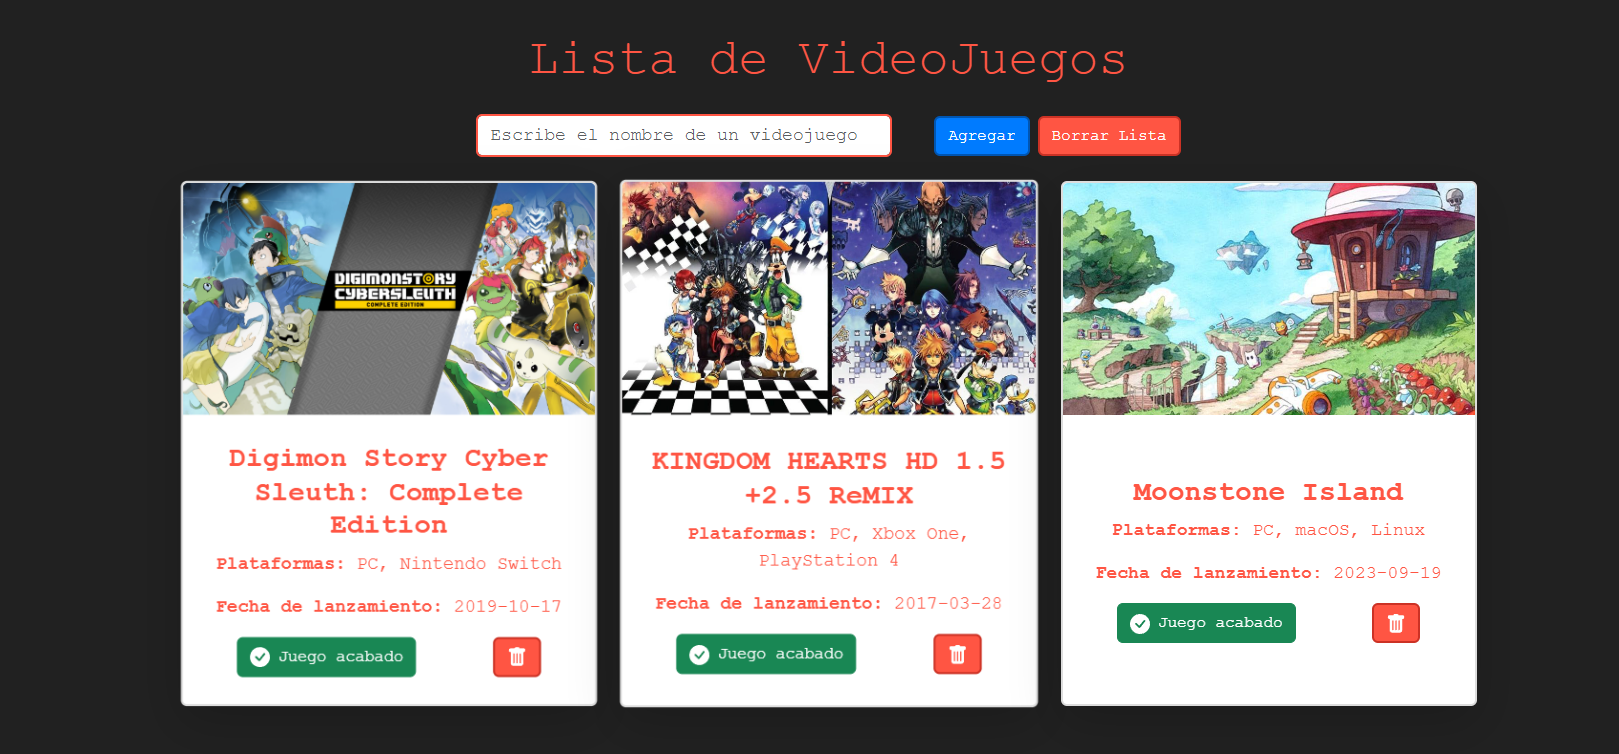 Lista de VideoJuegos
Escribe el nombre de un videojuego
Agregar
Borrar Lista
DIGIMONSTORY
CYBERSLEUTH
COMPLETE EDITION
Digimon Story Cyber
Sleuth: Complete
Edition
Plataformas: PC, Nintendo Switch
Fecha de lanzamiento: 2019-10-17
Juego acabado
KINGDOM HEARTS HD 1.5
+2.5 ReMIX
Plataformas: PC, Xbox One,
PlayStation 4
Fecha de lanzamiento: 2017-03-28
Juego acabado
Moonstone Island
Plataformas: PC, macOS, Linux
Fecha de lanzamiento: 2023-09-19
Juego acabado